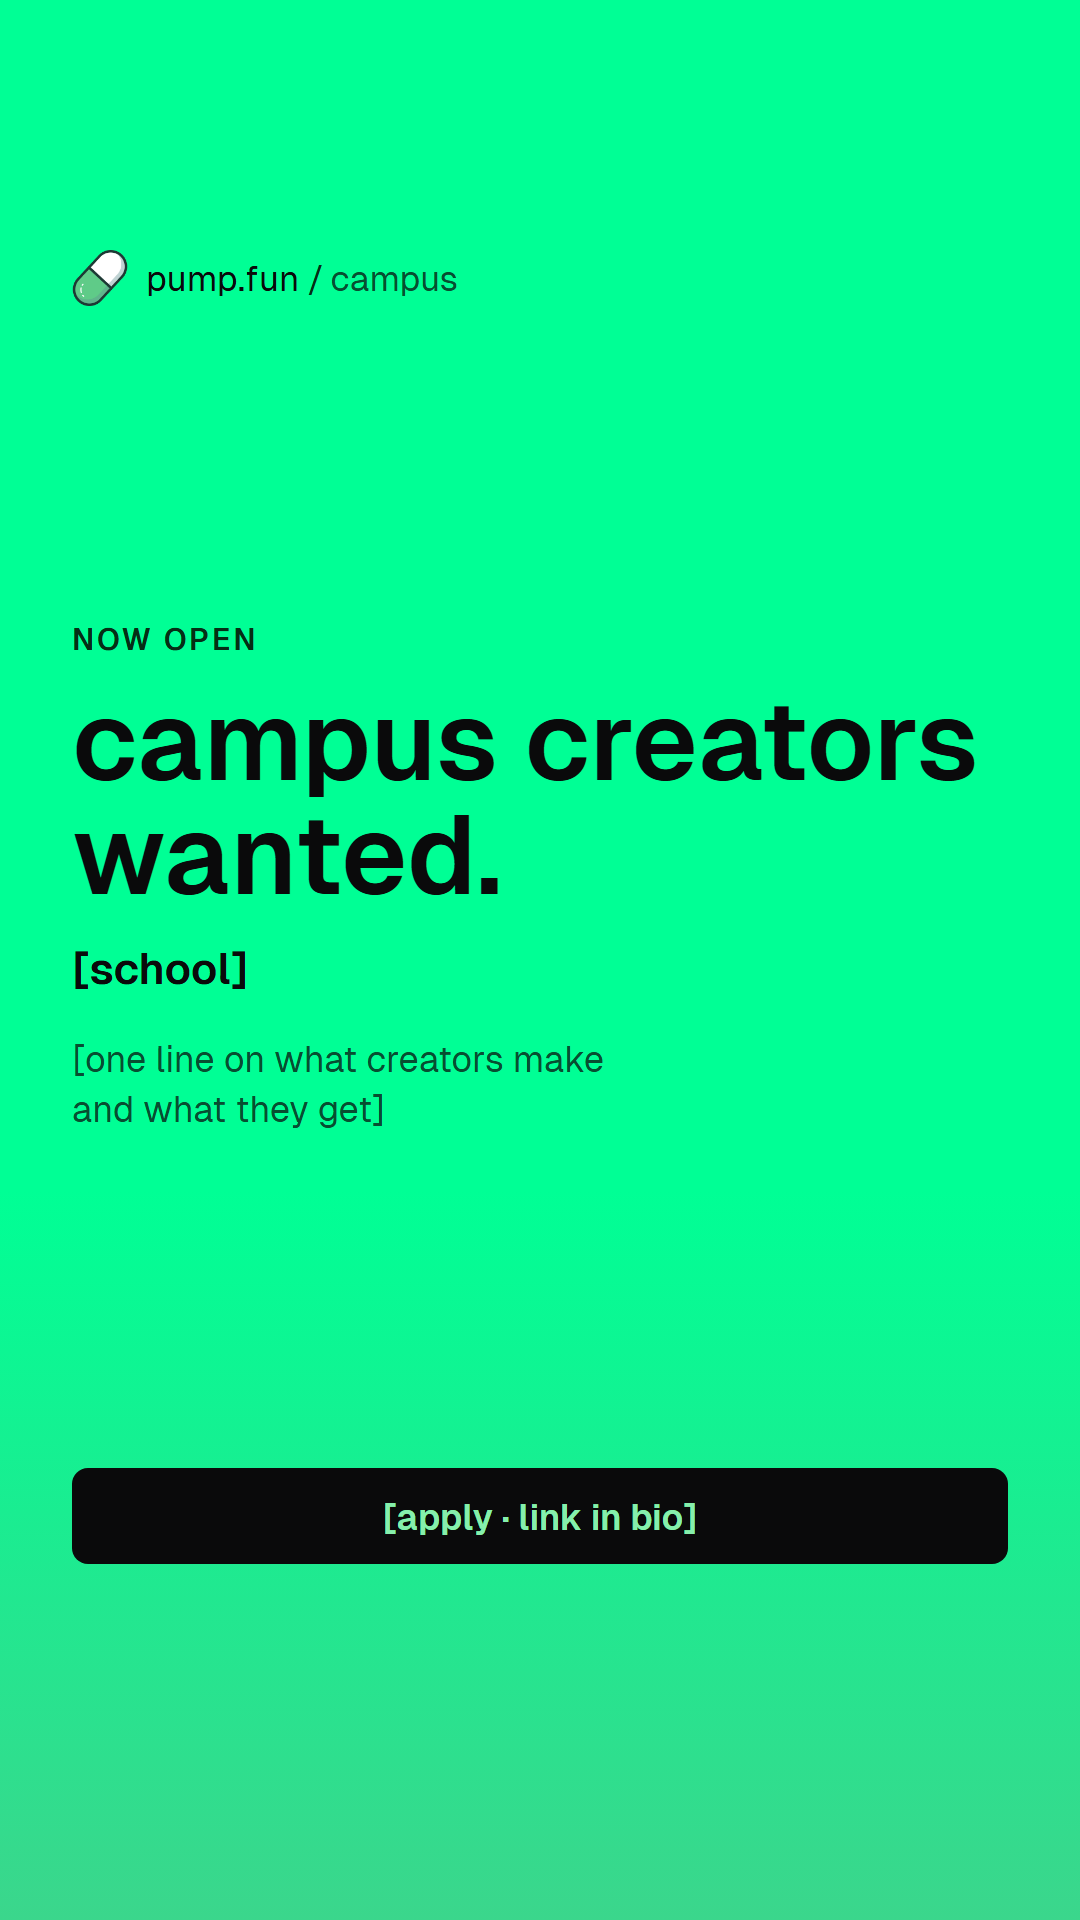 pump.fun / campus
NOW OPEN
campus creators
wanted.
[school]
[one line on what creators make
and what they get]
[apply · link in bio]